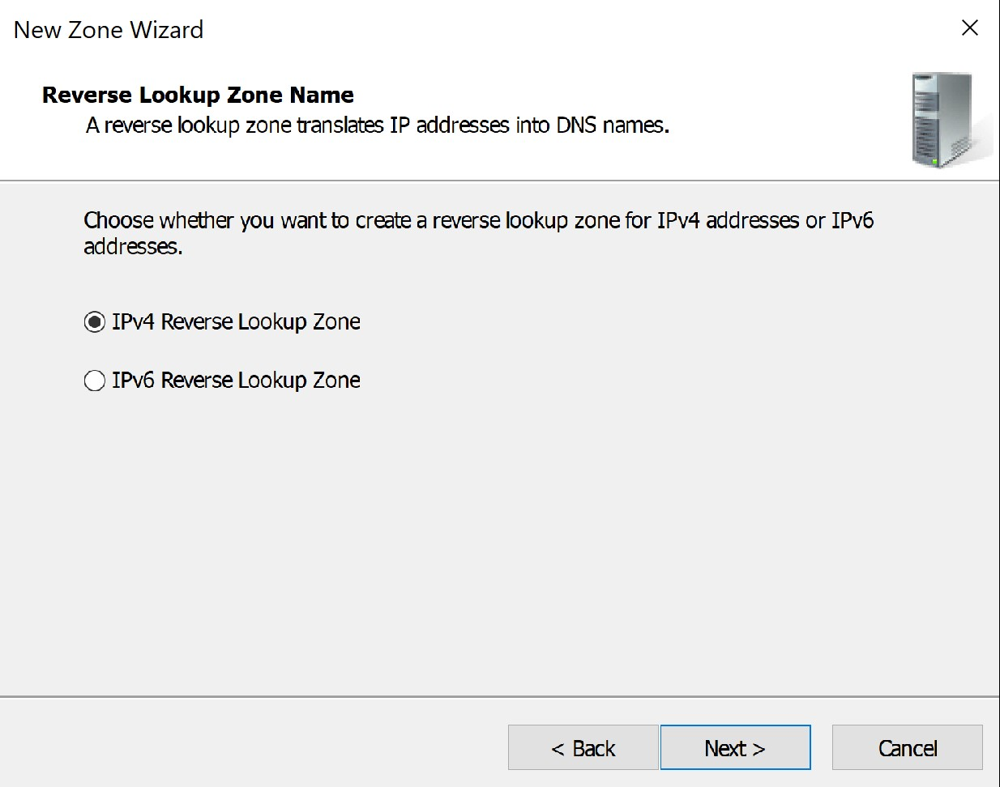 New Zone Wizard
Reverse Lookup Zone Name
A reverse lookup zone translates IP addresses into DNS names.
Choose whether you want to create a reverse lookup zone for IPv4 addresses or IPv6
addresses.
IPv4 Reverse Lookup Zone
IPv6 Reverse Lookup Zone
< Back Next > Cancel